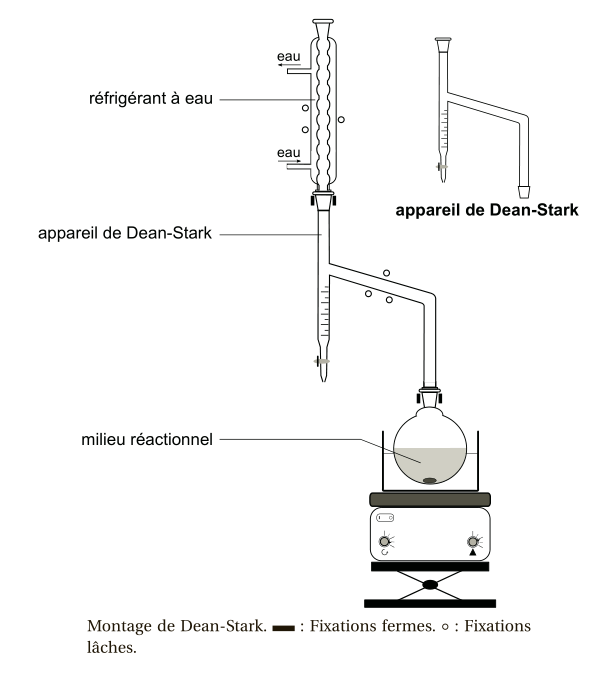 eau
réfrigérant à eau
eau
appareil de Dean-Stark
appareil de Dean-Stark
milieu réactionnel
Montage de Dean-Stark. ▬ : Fixations fermes. ○ : Fixations
lâches.